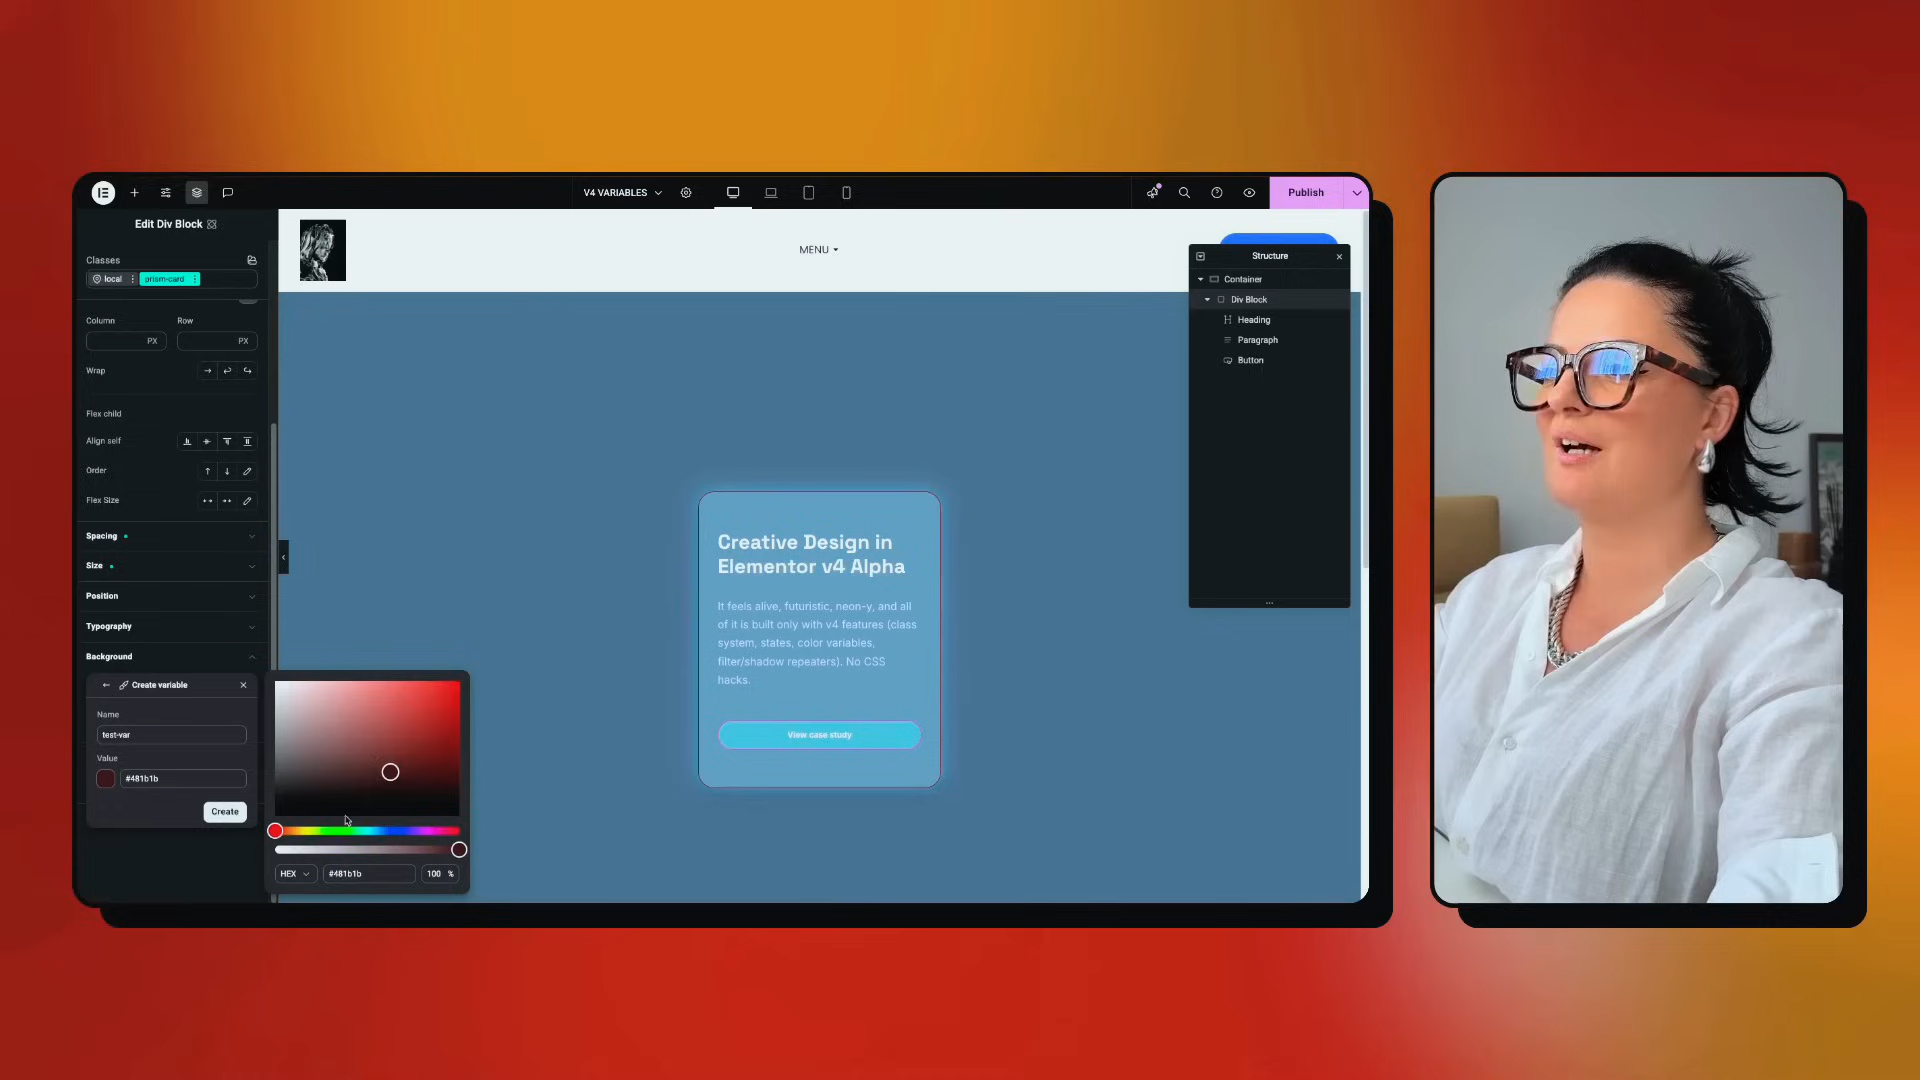 V4 VARIABLES
Publish
Edit Div Block
Classes
local
prism-card
Column
Row
PX
PX
Wrap
Flex child
Align self
Order
Flex Size
Spacing
Size
Position
Typography
Background
Create variable
Name
test-var
Value
#481b1b
Create
HEX
#481b1b
100 %
MENU
Creative Design in
Elementor v4 Alpha
It feels alive, futuristic, neon-y, and all
of it is built only with v4 features (class
system, states, color variables,
filter/shadow repeaters). No CSS
hacks.
View case study
Structure
Container
Div Block
Heading
Paragraph
Button